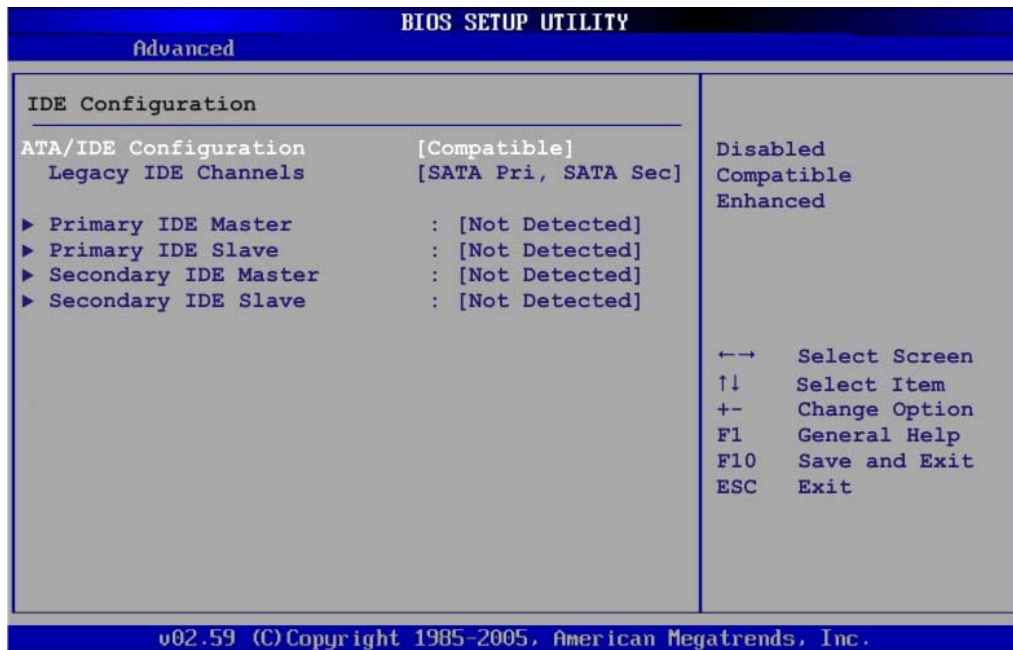 BIOS SETUP UTILITY
Advanced
IDE Configuration
ATA/IDE Configuration [Compatible]
Legacy IDE Channels [SATA Pri, SATA Sec]
▶ Primary IDE Master : [Not Detected]
▶ Primary IDE Slave : [Not Detected]
▶ Secondary IDE Master : [Not Detected]
▶ Secondary IDE Slave : [Not Detected]
Disabled
Compatible
Enhanced
←→ Select Screen
↑↓ Select Item
+- Change Option
F1 General Help
F10 Save and Exit
ESC Exit
v02.59 (C)Copyright 1985-2005, American Megatrends, Inc.